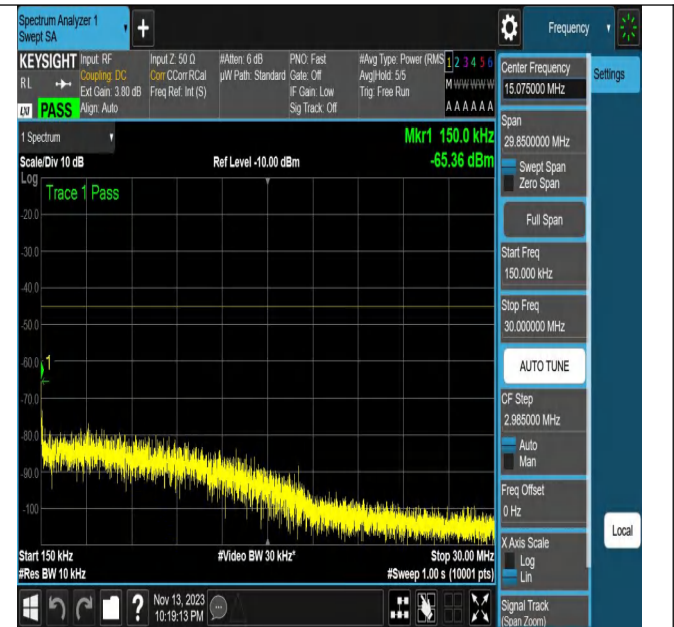 Spectrum Analyzer 1
Swept SA
+
Frequency
KEYSIGHT
RL
LXI
PASS
Input: RF
Coupling: DC
Ext Gain: 3.80 dB
Align: Auto
Input Z: 50 Ω
Corr CCorr RCal
Freq Ref: Int (S)
#Atten: 6 dB
µW Path: Standard
PNO: Fast
Gate: Off
IF Gain: Low
Sig Track: Off
#Avg Type: Power (RMS
Avg|Hold: 5/5
Trig: Free Run
1 2 3 4 5 6
M W W W W W
A A A A A A
Center Frequency
15.075000 MHz
Settings
Span
29.8500000 MHz
Swept Span
Zero Span
Full Span
Start Freq
150.000 kHz
Stop Freq
30.000000 MHz
AUTO TUNE
CF Step
2.985000 MHz
Auto
Man
Freq Offset
0 Hz
X Axis Scale
Log
Lin
Signal Track
(Span Zoom)
Local
1 Spectrum
Scale/Div 10 dB
Ref Level -10.00 dBm
Mkr1 150.0 kHz
-65.36 dBm
Log
Trace 1 Pass
-20.0
-30.0
-40.0
-50.0
-60.0
1
-70.0
-80.0
-90.0
-100
Start 150 kHz
#Video BW 30 kHz*
Stop 30.00 MHz
#Res BW 10 kHz
#Sweep 1.00 s (10001 pts)
?
Nov 13, 2023
10:19:13 PM